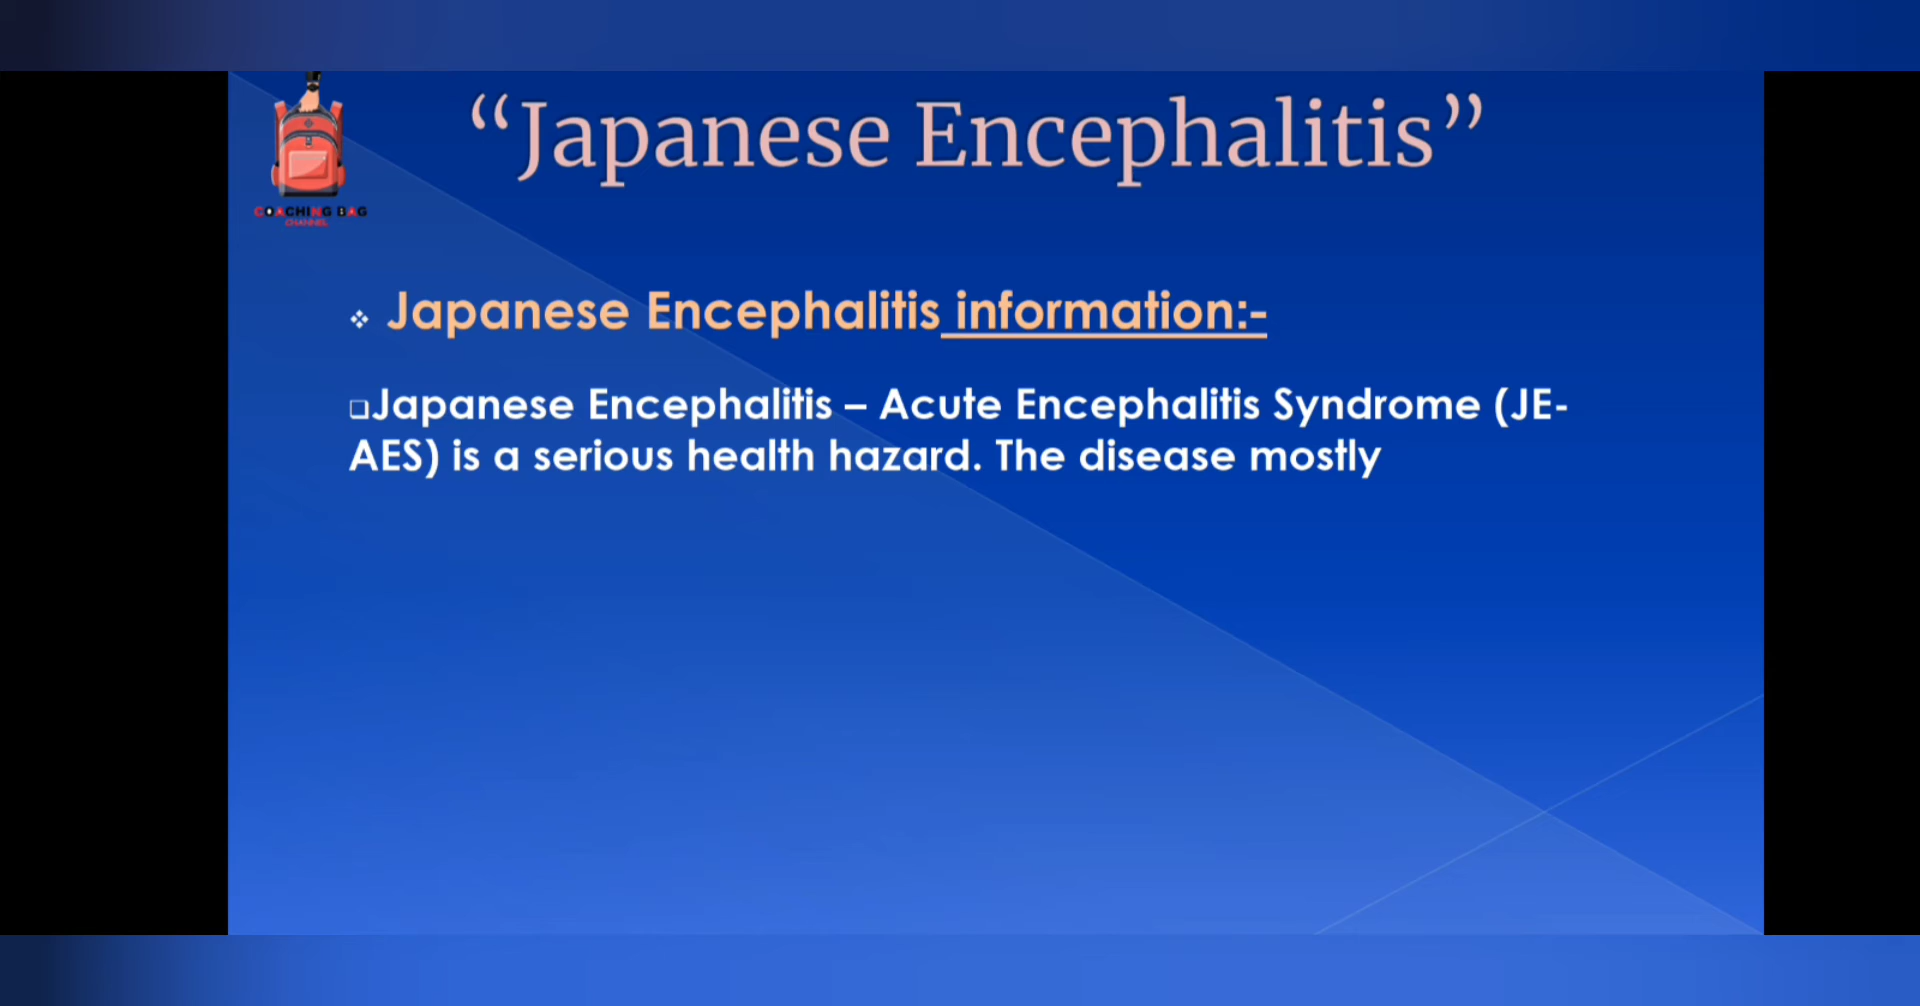 “Japanese Encephalitis”
COACHING BAG
CHANNEL
❖ Japanese Encephalitis information:-
❑Japanese Encephalitis – Acute Encephalitis Syndrome (JE-
AES) is a serious health hazard. The disease mostly